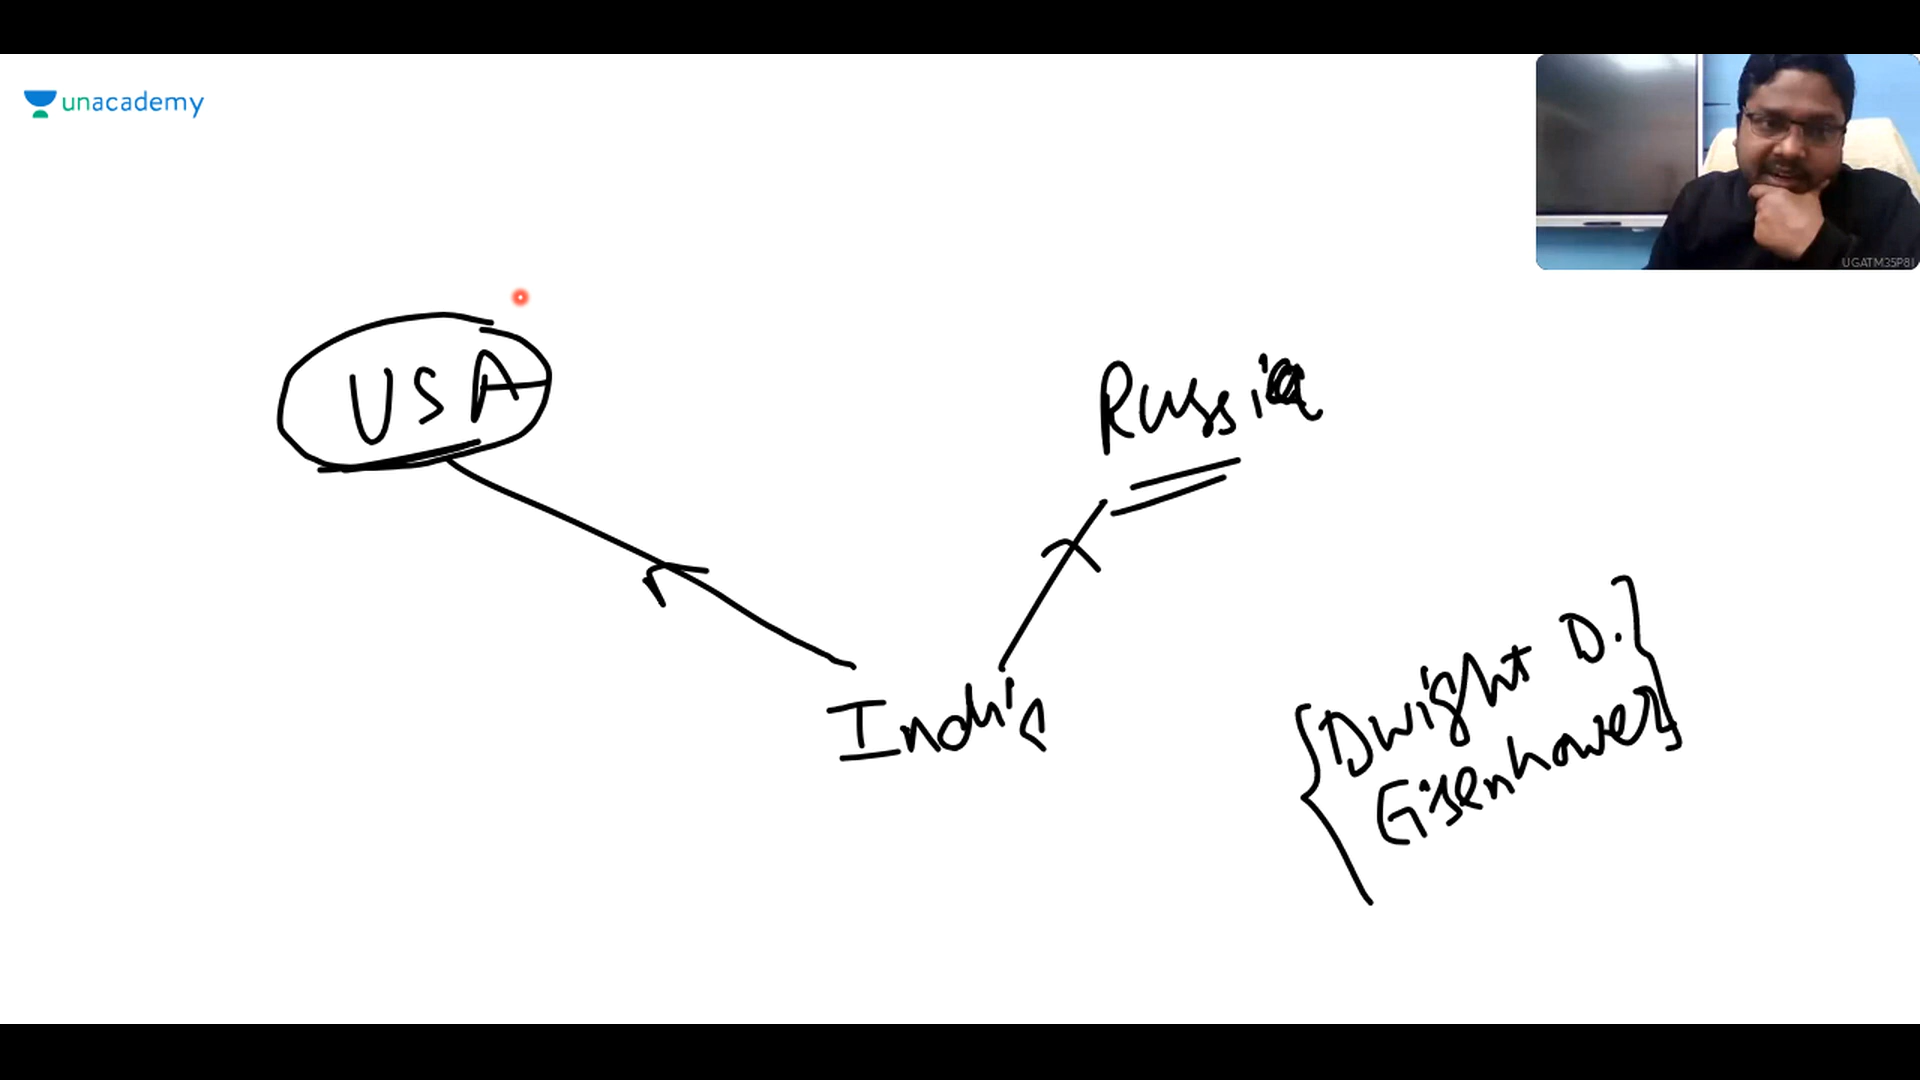 unacademy
UGATM35P8I
USA
Russia
India
{Dwight D.}
Eisenhower